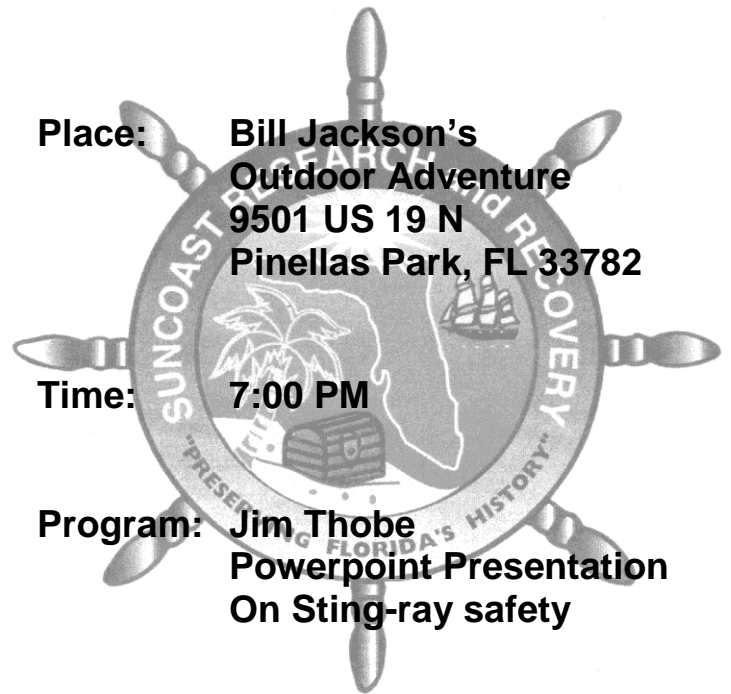 Place: Bill Jackson's
Outdoor Adventure
9501 US 19 N
Pinellas Park, FL 33782
Time: 7:00 PM
Program: Jim Thobe
Powerpoint Presentation
On Sting-ray safety
SUNCOAST RESEARCH and RECOVERY
"PRESERVING FLORIDA'S HISTORY"